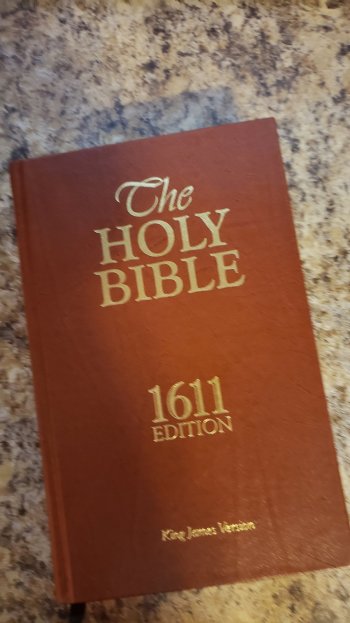 The
HOLY
BIBLE
1611
EDITION
King James Version